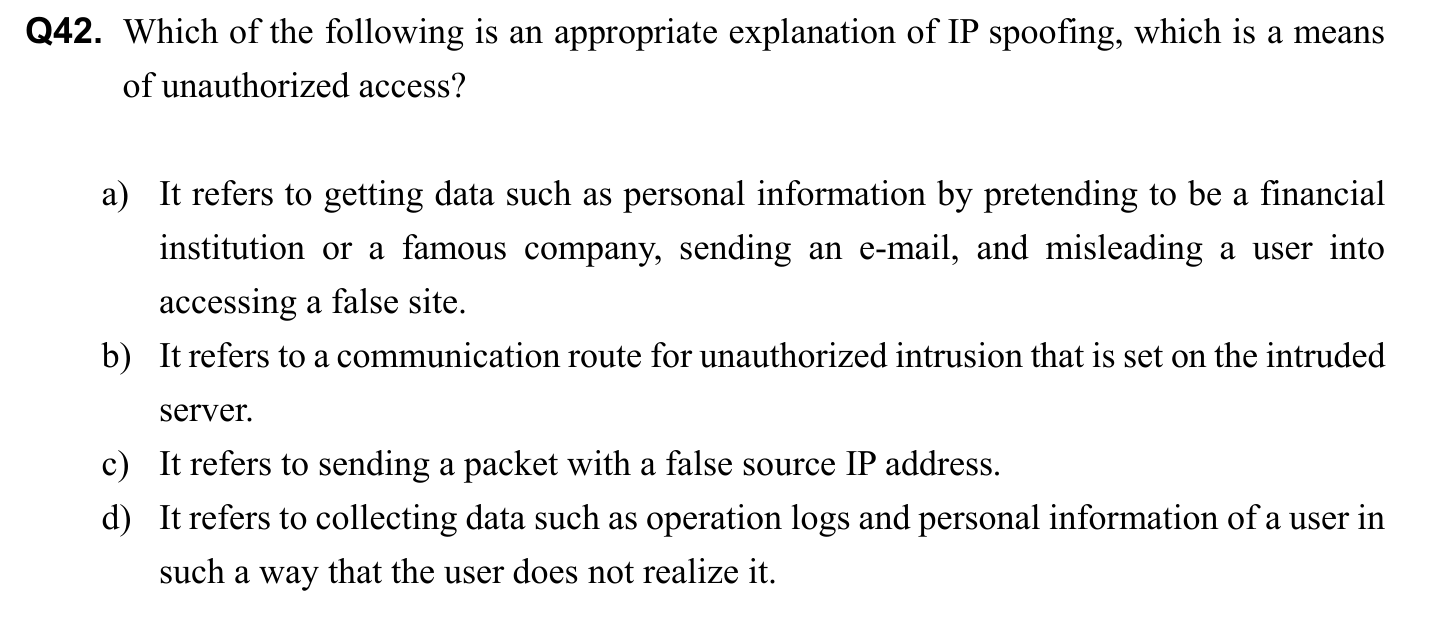 Q42. Which of the following is an appropriate explanation of IP spoofing, which is a means
of unauthorized access?
a) It refers to getting data such as personal information by pretending to be a financial
institution or a famous company, sending an e-mail, and misleading a user into
accessing a false site.
b) It refers to a communication route for unauthorized intrusion that is set on the intruded
server.
c) It refers to sending a packet with a false source IP address.
d) It refers to collecting data such as operation logs and personal information of a user in
such a way that the user does not realize it.